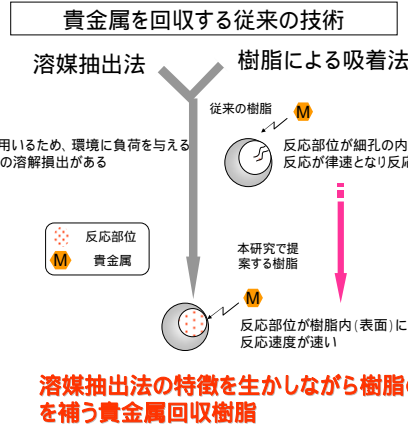 貴金属を回収する従来の技術
溶媒抽出法
樹脂による吸着法
従来の樹脂
M
用いるため、環境に負荷を与える
の溶解損出がある
反応部位が細孔の内
反応が律速となり反応
反応部位
M 貴金属
本研究で提
案する樹脂
M
反応部位が樹脂内(表面)に
反応速度が速い
溶媒抽出法の特徴を生かしながら樹脂の
を補う貴金属回収樹脂